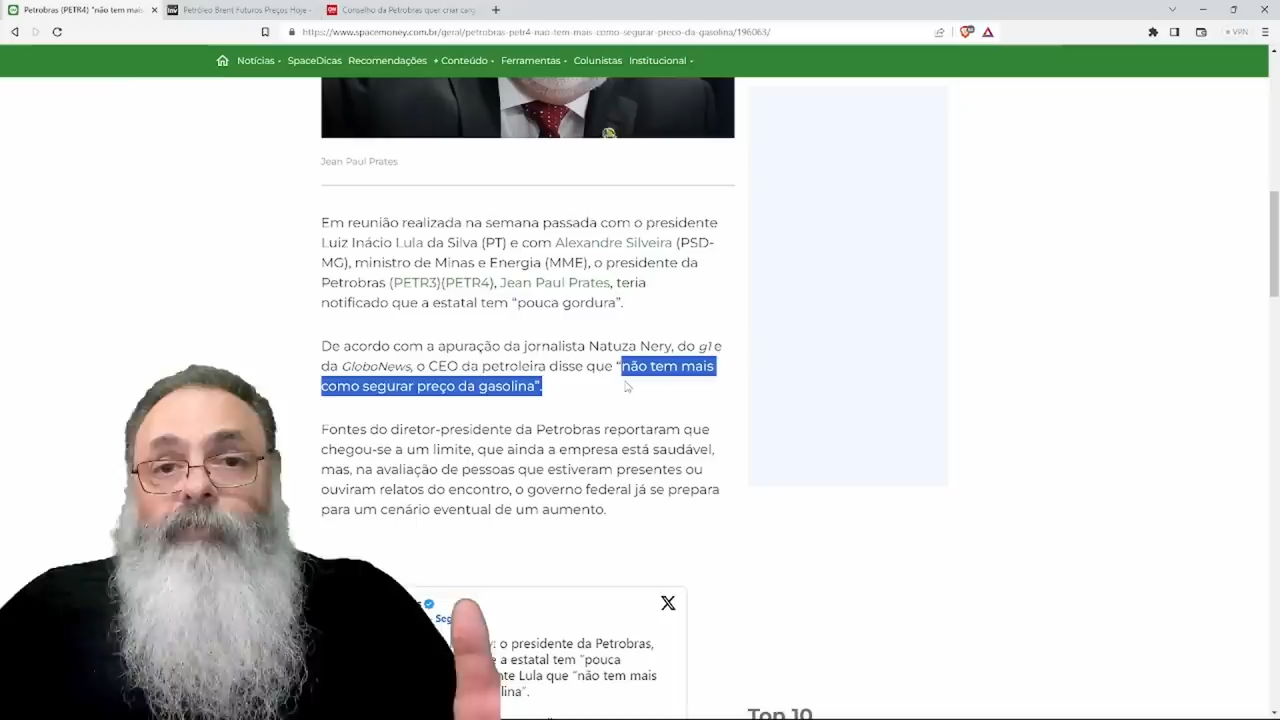 Petrobras (PETR4) "não tem mais
Petróleo Brent Futuros Preços Hoje -
Conselho da Petrobras quer criar carg
https://www.spacemoney.com.br/geral/petrobras-petr4-nao-tem-mais-como-segurar-preco-da-gasolina/196063/
VPN
Notícias
SpaceDicas
Recomendações
+ Conteúdo
Ferramentas
Colunistas
Institucional
Jean Paul Prates
Em reunião realizada na semana passada com o presidente
Luiz Inácio Lula da Silva (PT) e com Alexandre Silveira (PSD-
MG), ministro de Minas e Energia (MME), o presidente da
Petrobras (PETR3)(PETR4), Jean Paul Prates, teria
notificado que a estatal tem “pouca gordura”.
De acordo com a apuração da jornalista Natuza Nery, do g1 e
da GloboNews, o CEO da petroleira disse que “não tem mais
como segurar preço da gasolina”.
Fontes do diretor-presidente da Petrobras reportaram que
chegou-se a um limite, que ainda a empresa está saudável,
mas, na avaliação de pessoas que estiveram presentes ou
ouviram relatos do encontro, o governo federal já se prepara
para um cenário eventual de um aumento.
Seg
: o presidente da Petrobras,
e a estatal tem “pouca
nte Lula que “não tem mais
lina”.
Top 10